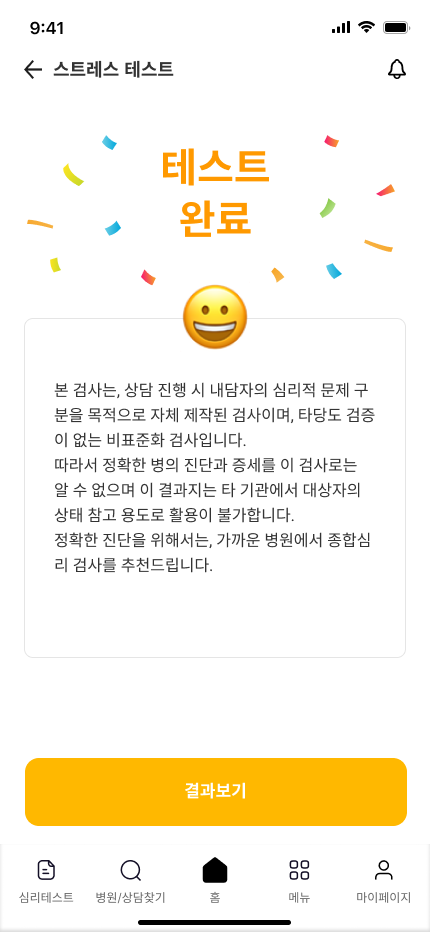 9:41
스트레스 테스트
테스트
완료
본 검사는, 상담 진행 시 내담자의 심리적 문제 구
분을 목적으로 자체 제작된 검사이며, 타당도 검증
이 없는 비표준화 검사입니다.
따라서 정확한 병의 진단과 증세를 이 검사로는
알 수 없으며 이 결과지는 타 기관에서 대상자의
상태 참고 용도로 활용이 불가합니다.
정확한 진단을 위해서는, 가까운 병원에서 종합심
리 검사를 추천드립니다.
결과보기
심리테스트 병원/상담찾기 홈 메뉴 마이페이지